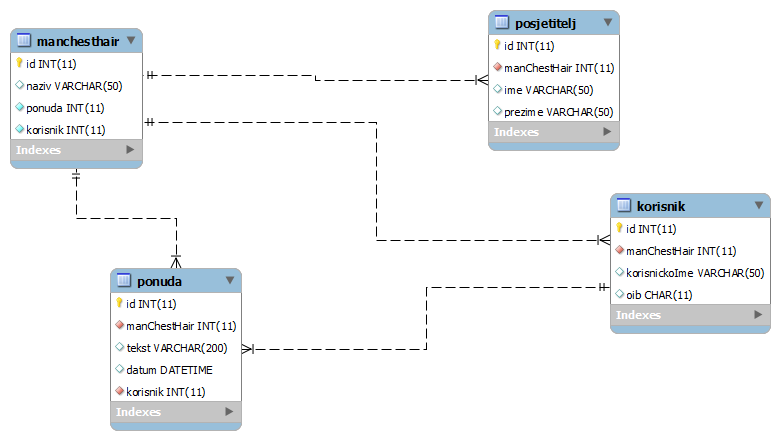 manchesthair
id INT(11)
naziv VARCHAR(50)
ponuda INT(11)
korisnik INT(11)
Indexes
posjetitelj
id INT(11)
manChestHair INT(11)
ime VARCHAR(50)
prezime VARCHAR(50)
Indexes
korisnik
id INT(11)
manChestHair INT(11)
korisnickoIme VARCHAR(50)
oib CHAR(11)
Indexes
ponuda
id INT(11)
manChestHair INT(11)
tekst VARCHAR(200)
datum DATETIME
korisnik INT(11)
Indexes